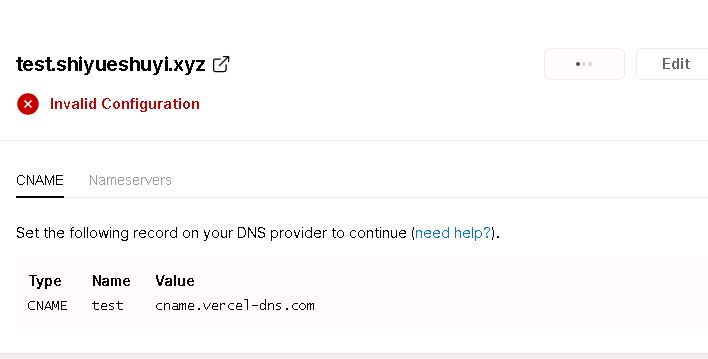 test.shiyueshuyi.xyz
Edit
Invalid Configuration
CNAME Nameservers
Set the following record on your DNS provider to continue (need help?).
Type Name Value
CNAME test cname.vercel-dns.com